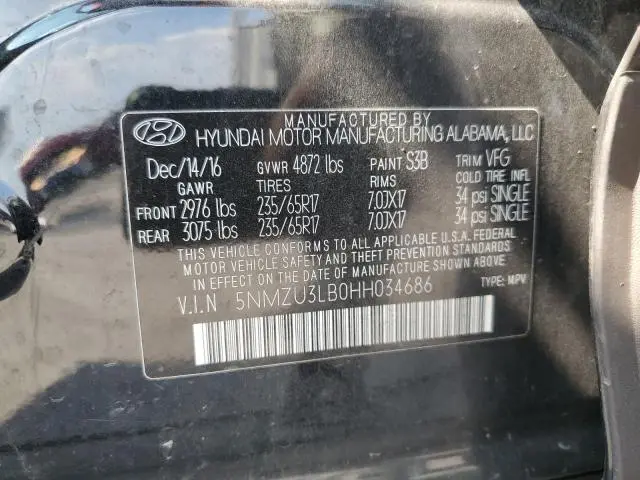 MANUFACTURED BY
HYUNDAI MOTOR MANUFACTURING ALABAMA, LLC
Dec/14/16 GVWR 4872 lbs PAINT S3B TRIM VFG
GAWR TIRES RIMS COLD TIRE INFL
FRONT 2976 lbs 235/65R17 7.0JX17 34 psi SINGLE
REAR 3075 lbs 235/65R17 7.0JX17 34 psi SINGLE
THIS VEHICLE CONFORMS TO ALL APPLICABLE U.S.A. FEDERAL
MOTOR VEHICLE SAFETY AND THEFT PREVENTION STANDARDS
IN EFFECT ON THE DATE OF MANUFACTURE SHOWN ABOVE.
V.I.N 5NMZU3LB0HH034686 TYPE: MPV